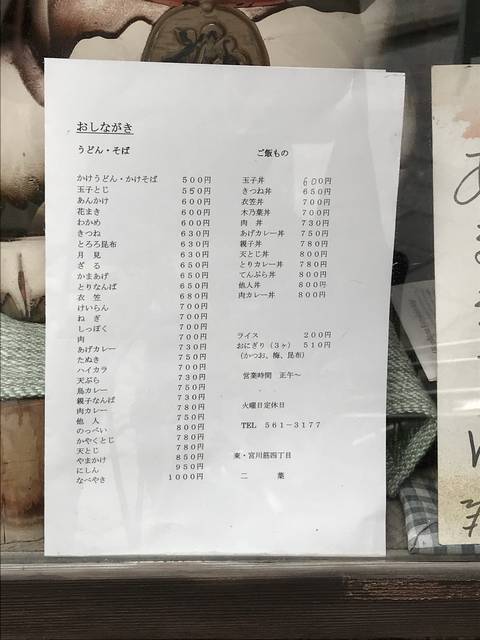 おしながき
うどん・そば
かけうどん・かけそば 500円
玉子とじ 550円
あんかけ 600円
花まき 600円
わかめ 600円
きつね 630円
とろろ昆布 630円
月見 630円
ざる 650円
かまあげ 650円
とりなんば 650円
衣笠 680円
けいらん 700円
ねぎ 700円
しっぽく 700円
肉 700円
あげカレー 730円
たぬき 750円
ハイカラ 700円
天ぷら 730円
鳥カレー 750円
親子なんば 730円
肉カレー 780円
他人 750円
のっぺい 800円
かやくとじ 780円
天とじ 780円
やまかけ 850円
にしん 950円
なべやき 1000円
ご飯もの
玉子丼 600円
きつね丼 650円
衣笠丼 700円
木乃葉丼 700円
肉丼 730円
あげカレー丼 750円
親子丼 780円
天とじ丼 800円
とりカレー丼 780円
てんぷら丼 800円
他人丼 800円
肉カレー丼 800円
ライス 200円
おにぎり(3ヶ) 510円
(かつお、梅、昆布)
営業時間 正午~
火曜日定休日
TEL 561-3177
東・宮川筋四丁目
二葉